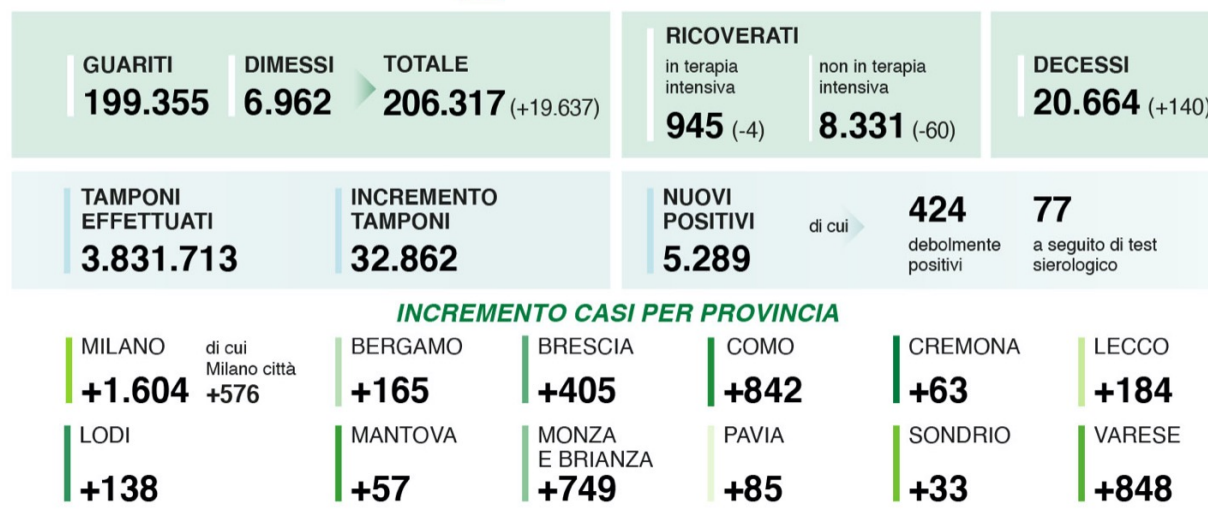 GUARITI
199.355
DIMESSI
6.962
TOTALE
206.317 (+19.637)
RICOVERATI
in terapia
intensiva
945 (-4)
non in terapia
intensiva
8.331 (-60)
DECESSI
20.664 (+140)
TAMPONI
EFFETTUATI
3.831.713
INCREMENTO
TAMPONI
32.862
NUOVI
POSITIVI
5.289
di cui
424
debolmente
positivi
77
a seguito di test
sierologico
INCREMENTO CASI PER PROVINCIA
MILANO
+1.604
di cui
Milano città
+576
BERGAMO
+165
BRESCIA
+405
COMO
+842
CREMONA
+63
LECCO
+184
LODI
+138
MANTOVA
+57
MONZA
E BRIANZA
+749
PAVIA
+85
SONDRIO
+33
VARESE
+848